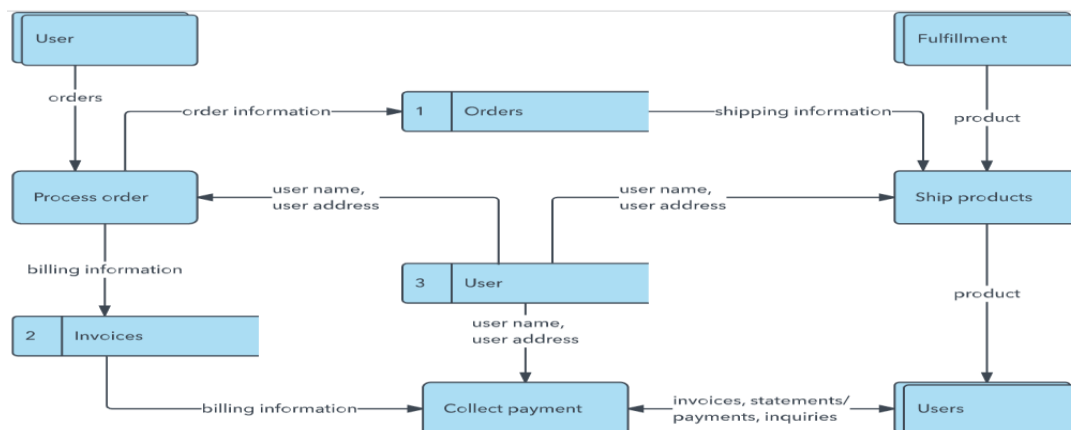 User
Fulfillment
orders
order information
1
Orders
shipping information
product
Process order
user name,
user address
user name,
user address
Ship products
billing information
3
User
product
2
Invoices
user name,
user address
billing information
Collect payment
invoices, statements/
payments, inquiries
Users